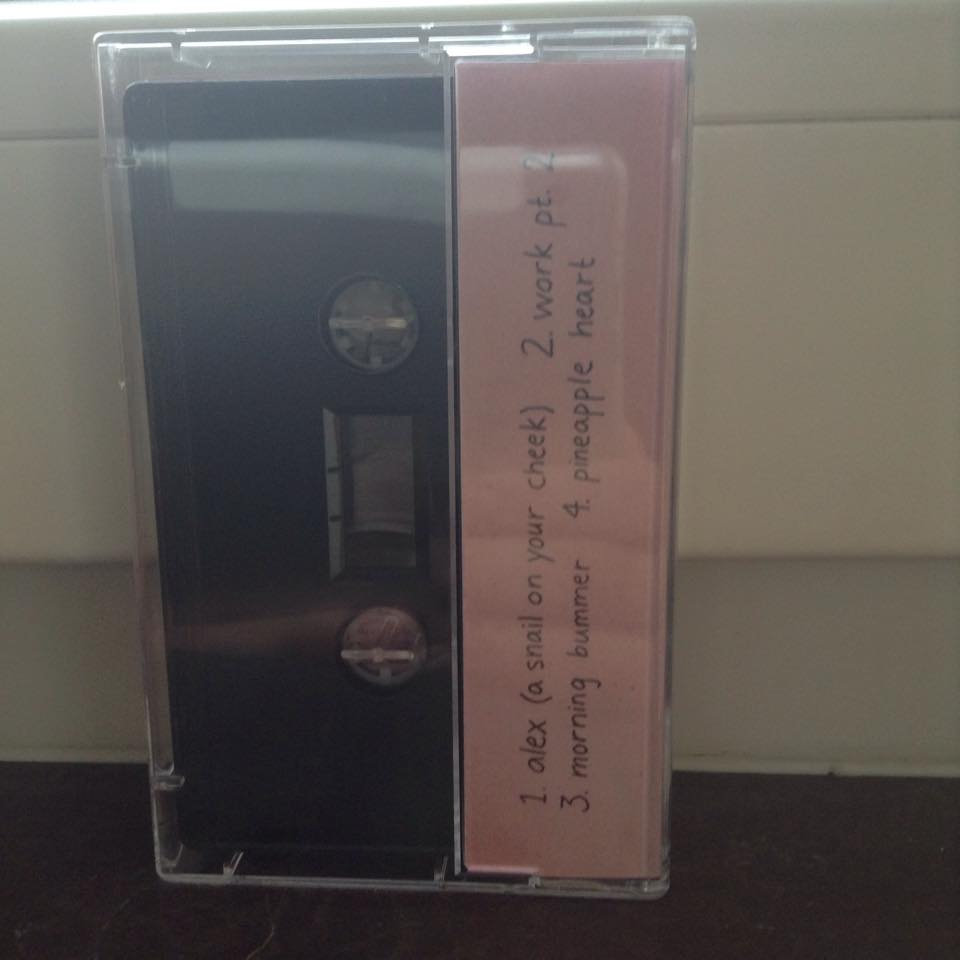 1. alex (a snail on your cheek) 2. work pt. 2
3. morning bummer 4. pineapple heart